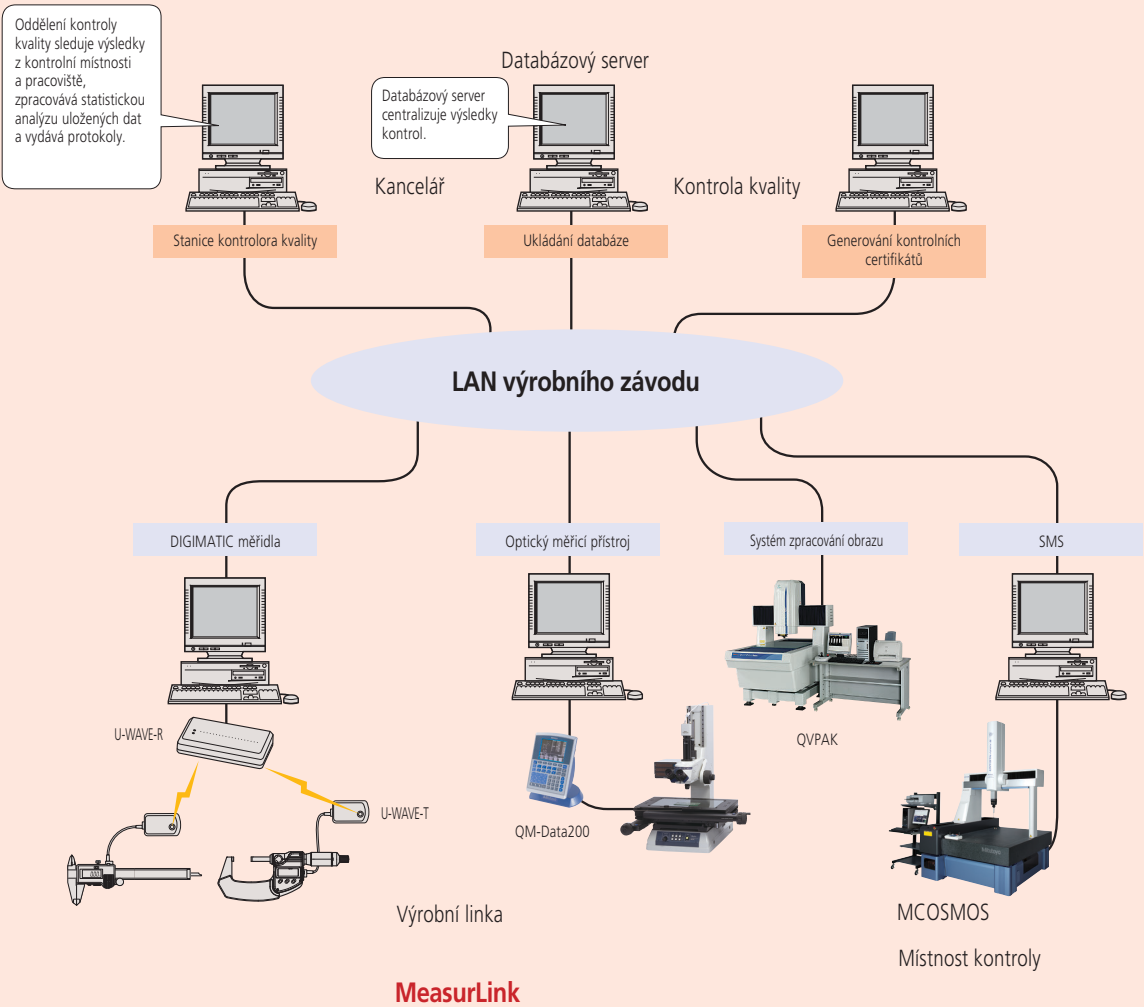 Oddělení kontroly
kvality sleduje výsledky
z kontrolní místnosti
a pracoviště,
zpracovává statistickou
analýzu uložených dat
a vydává protokoly.
Databázový server
Databázový server
centralizuje výsledky
kontrol.
Kancelář
Kontrola kvality
Stanice kontrolora kvality
Ukládání databáze
Generování kontrolních
certifikátů
LAN výrobního závodu
DIGIMATIC měřidla
Optický měřicí přístroj
Systém zpracování obrazu
SMS
U-WAVE-R
U-WAVE-T
QM-Data200
QVPAK
MCOSMOS
Výrobní linka
Místnost kontroly
MeasurLink